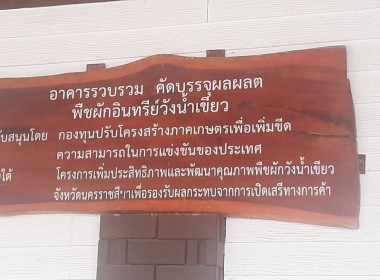 อาคารรวบรวม คัดบรรจุผลผลิต
พืชผักอินทรีย์วังน้ำเขียว
ับสนุนโดย กองทุนปรับโครงสร้างภาคเกษตรเพื่อเพิ่มขีด
ความสามารถในการแข่งขันของประเทศ
ใต้ โครงการเพิ่มประสิทธิภาพและพัฒนาคุณภาพพืชผักวังน้ำเขียว
จังหวัดนครราชสีมาเพื่อรองรับผลกระทบจากการเปิดเสรีทางการค้า